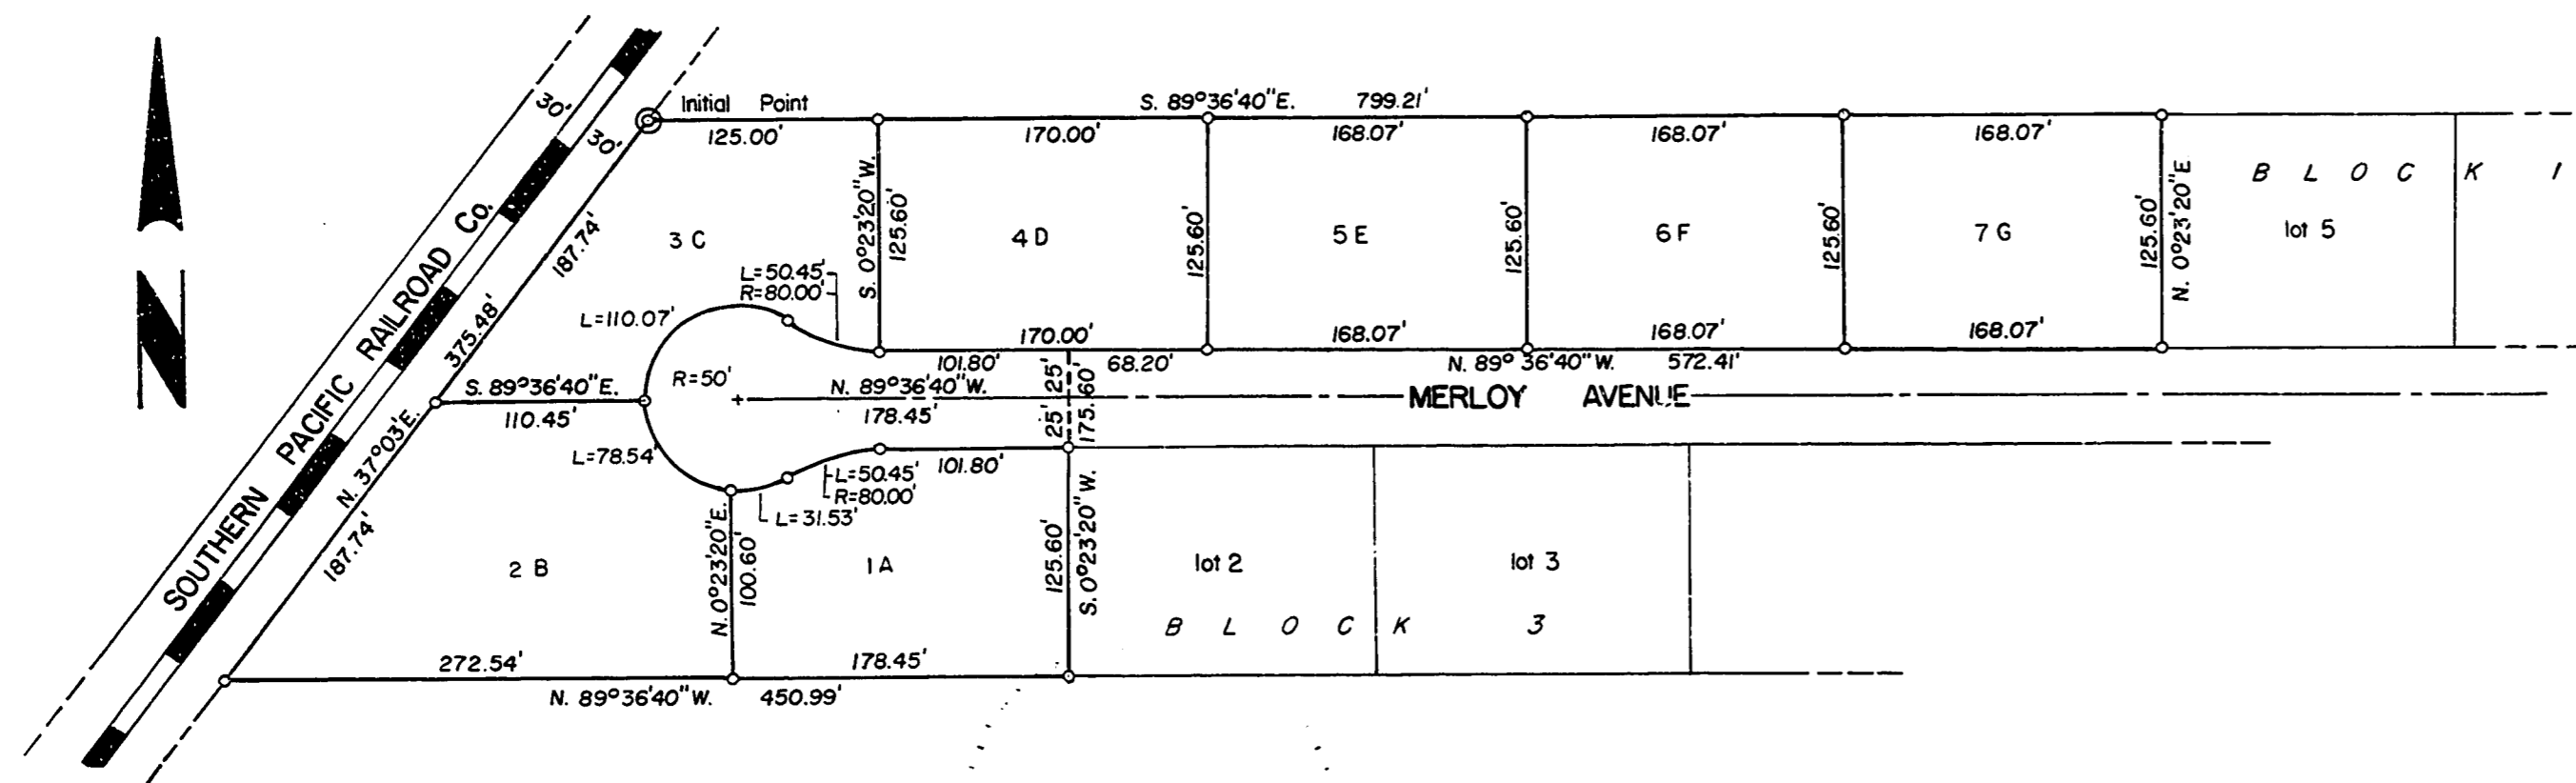 Initial Point
S. 89°36'40"E. 799.21'
125.00'
170.00'
168.07'
168.07'
168.07'
30'
30'
SOUTHERN PACIFIC RAILROAD Co.
187.74'
375.48'
N. 37°03'E.
187.74'
3 C
S. 0°23'20"W.
125.60'
4 D
125.60'
5 E
125.60'
6 F
125.60'
7 G
125.60'
N. 0°23'20"E
BLOCK 1
lot 5
L=50.45'
R=80.00'
L=110.07'
170.00'
168.07'
168.07'
168.07'
101.80'
68.20'
N. 89°36'40"W. 572.41'
R=50'
S. 89°36'40"E.
110.45'
N. 89°36'40"W.
178.45'
25'
25'
175.60'
MERLOY AVENUE
L=78.54'
L=50.45'
R=80.00'
101.80'
L=31.53'
N. 0°23'20"E.
100.60'
125.60'
S. 0°23'20"W.
2 B
1 A
lot 2
lot 3
BLOCK 3
272.54'
178.45'
N. 89°36'40"W. 450.99'
N